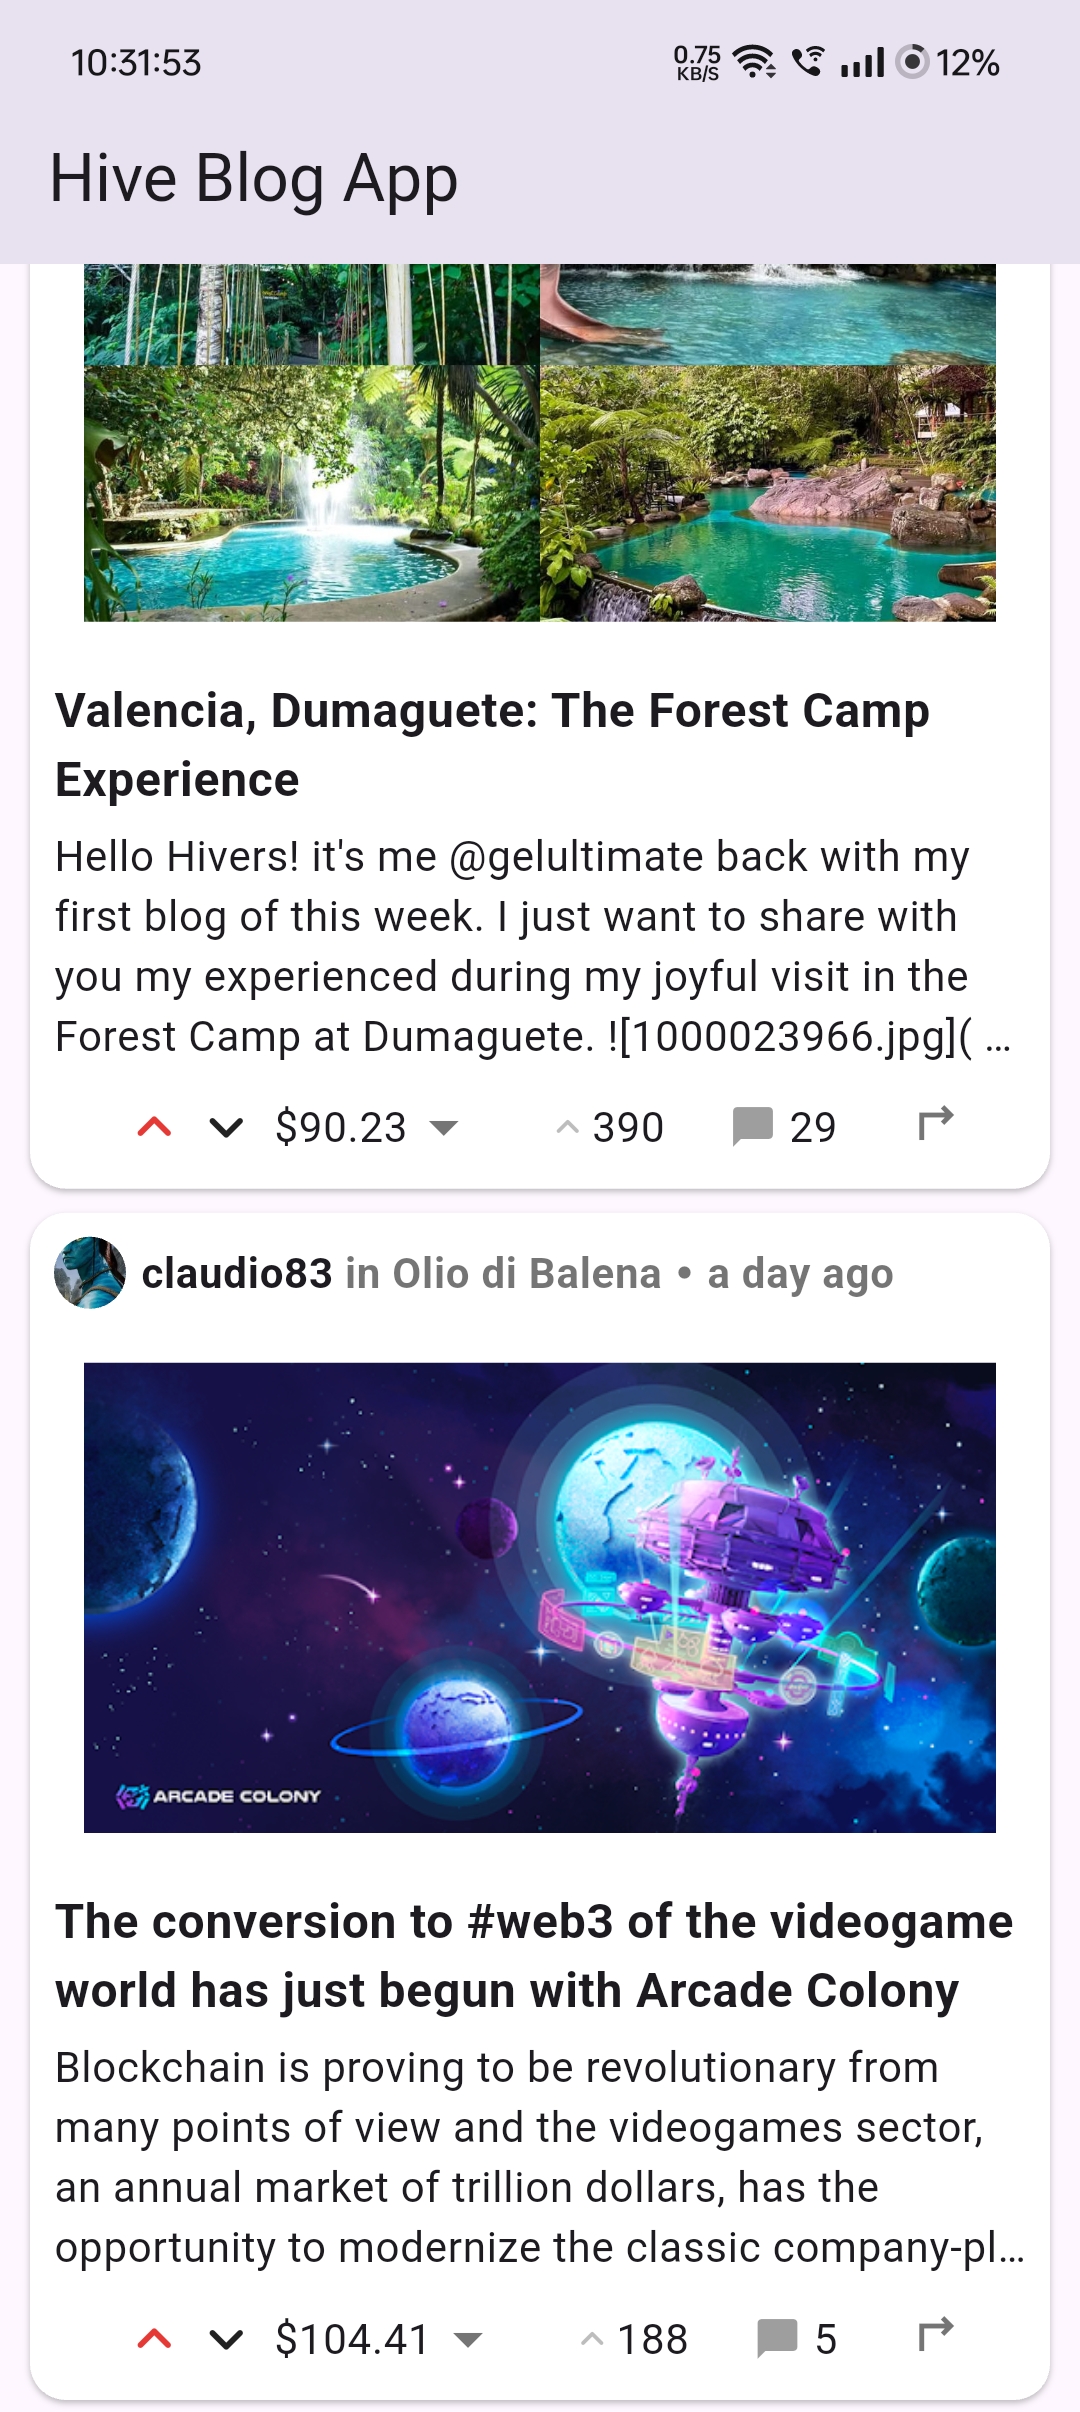 10:31:53
0.75
KB/S
12%
Hive Blog App
Valencia, Dumaguete: The Forest Camp
Experience
Hello Hivers! it's me @gelultimate back with my
first blog of this week. I just want to share with
you my experienced during my joyful visit in the
Forest Camp at Dumaguete. ![1000023966.jpg]( ...
$90.23
390
29
claudio83 in Olio di Balena • a day ago
ARCADE COLONY
The conversion to #web3 of the videogame
world has just begun with Arcade Colony
Blockchain is proving to be revolutionary from
many points of view and the videogames sector,
an annual market of trillion dollars, has the
opportunity to modernize the classic company-pl...
$104.41
188
5